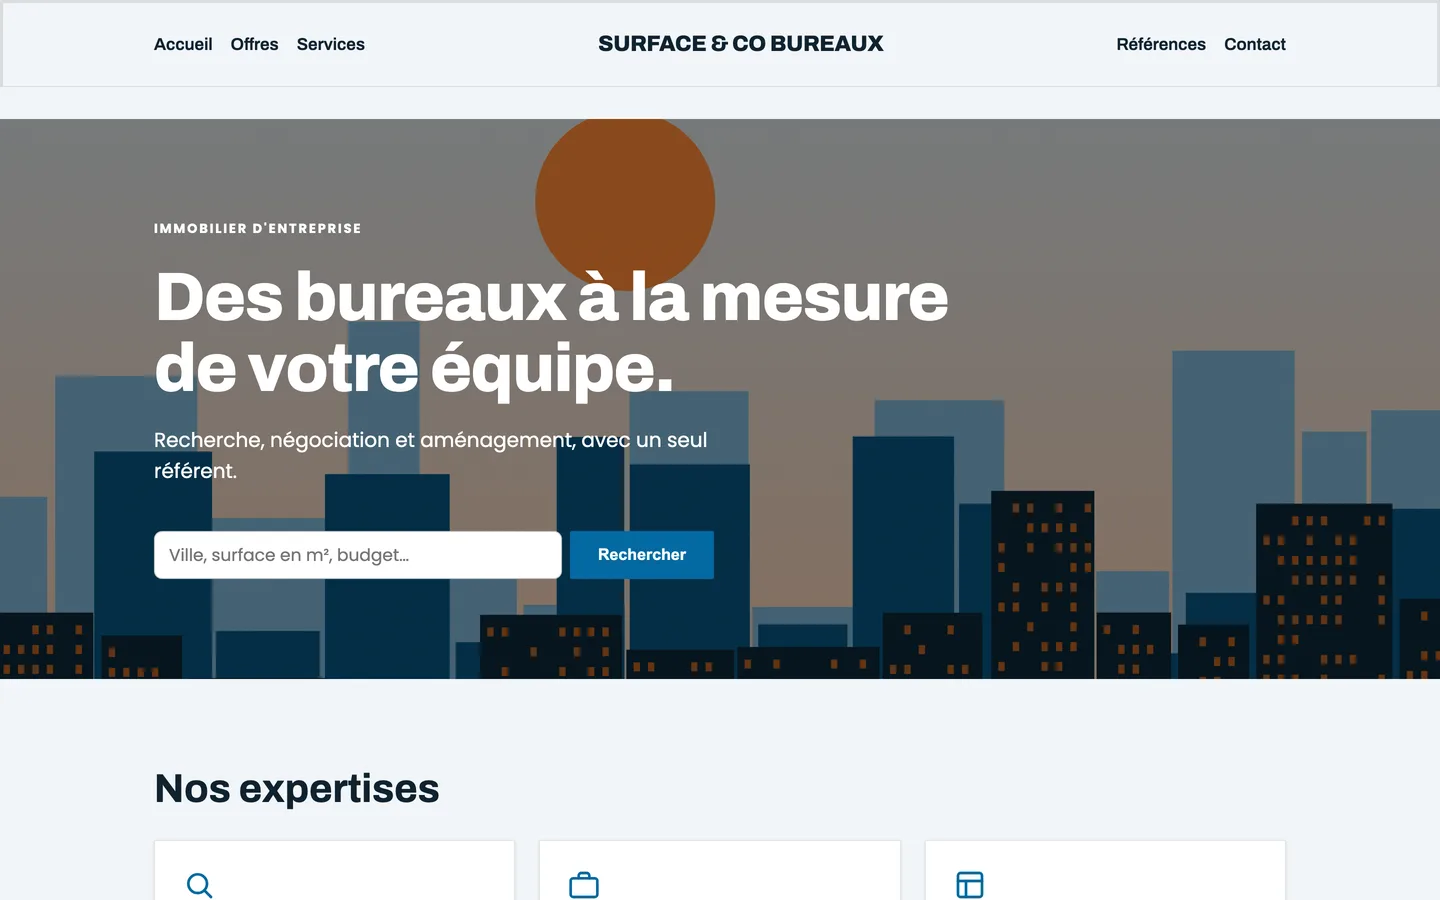 Accueil Offres Services SURFACE & CO BUREAUX Références Contact
IMMOBILIER D'ENTREPRISE
Des bureaux à la mesure
de votre équipe.
Recherche, négociation et aménagement, avec un seul
référent.
Ville, surface en m², budget... Rechercher
Nos expertises